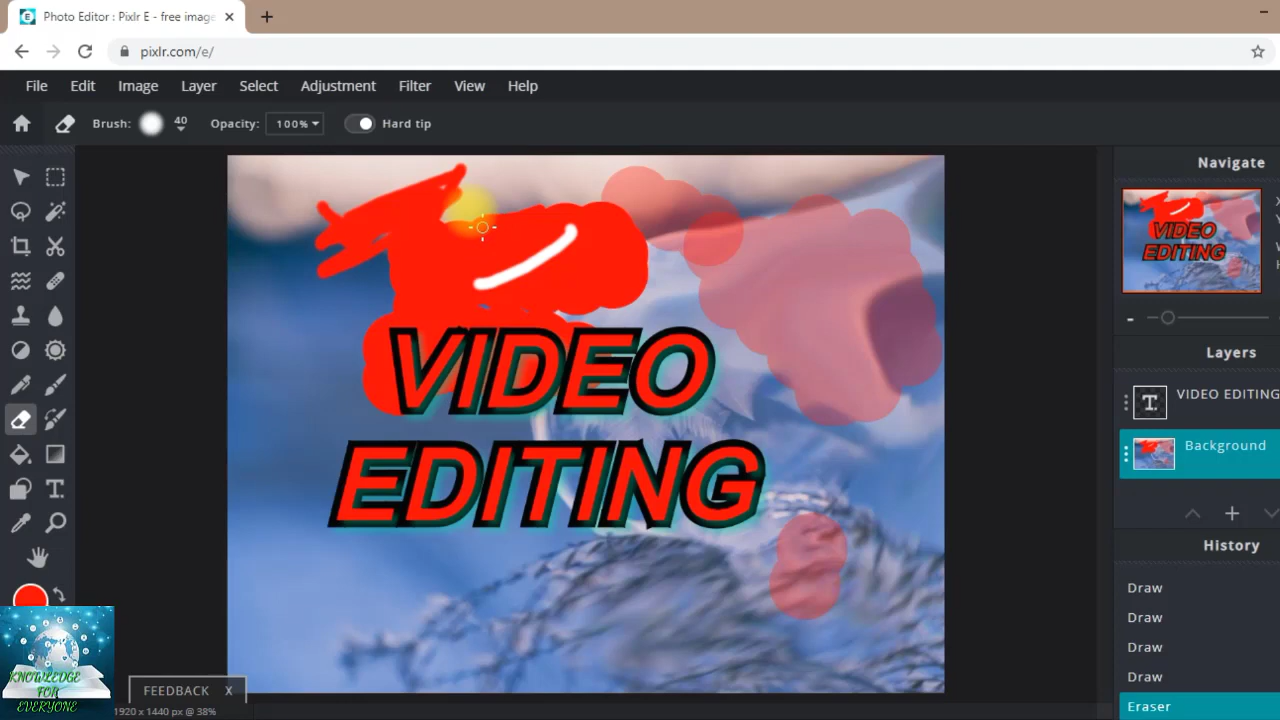 Photo Editor : Pixlr E - free image
pixlr.com/e/
File Edit Image Layer Select Adjustment Filter View Help
Brush: 40 Opacity: 100% Hard tip
Navigate
VIDEO
EDITING
VIDEO
EDITING
Layers
VIDEO EDITING
Background
History
Draw
Draw
Draw
Draw
Eraser
KNOWLEDGE
FOR
EVERYONE
FEEDBACK X
1920 x 1440 px @ 38%